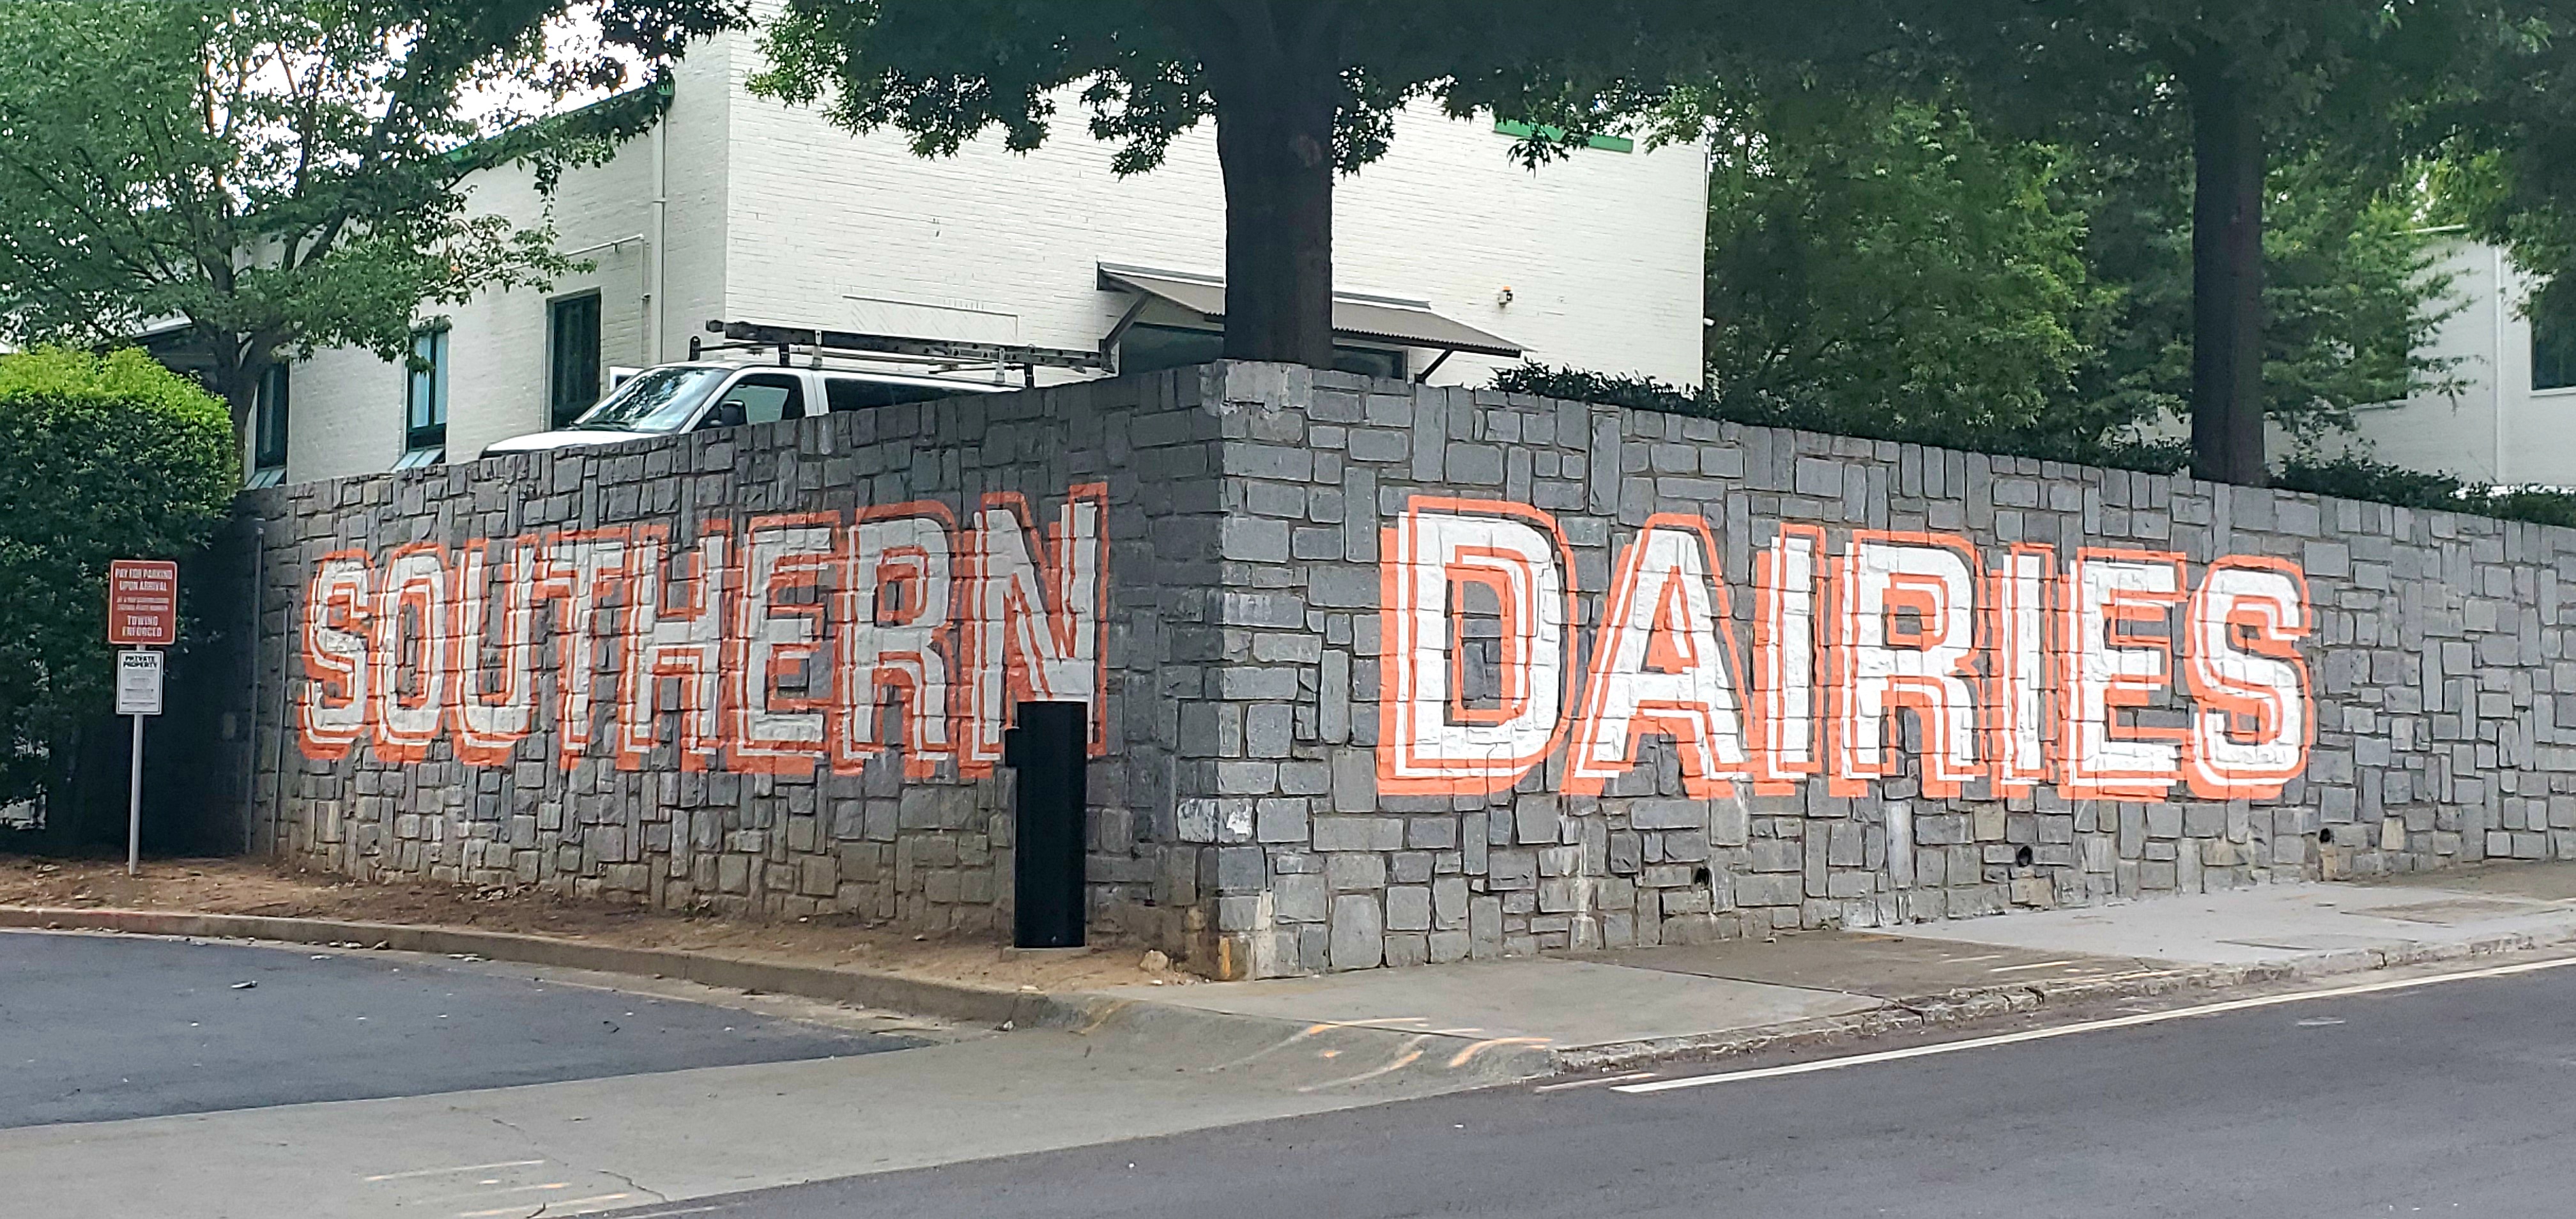 SOUTHERN DAIRIES
PAY FOR PARKING
UPON ARRIVAL
TOWING
ENFORCED
PRIVATE
PROPERTY